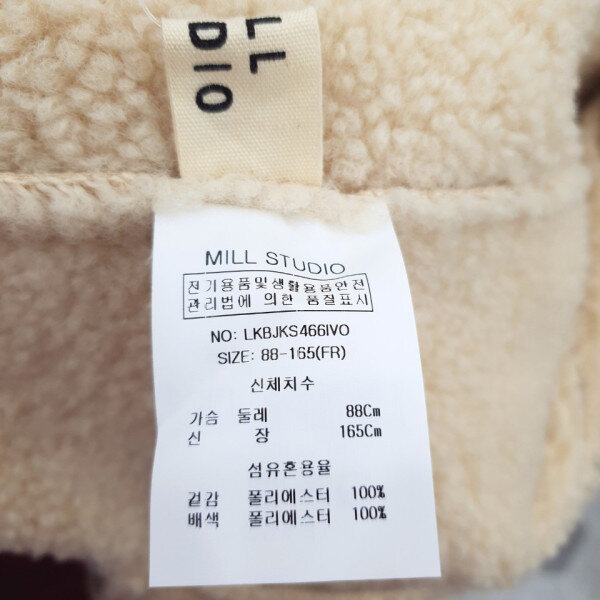 LL
DIO
MILL STUDIO
전기용품및생활용품안전
관리법에 의한 품질표시
NO: LKBJKS466IVO
SIZE: 88-165(FR)
신체치수
가슴 둘레 88Cm
신 장 165Cm
섬유혼용율
겉감 폴리에스터 100%
배색 폴리에스터 100%